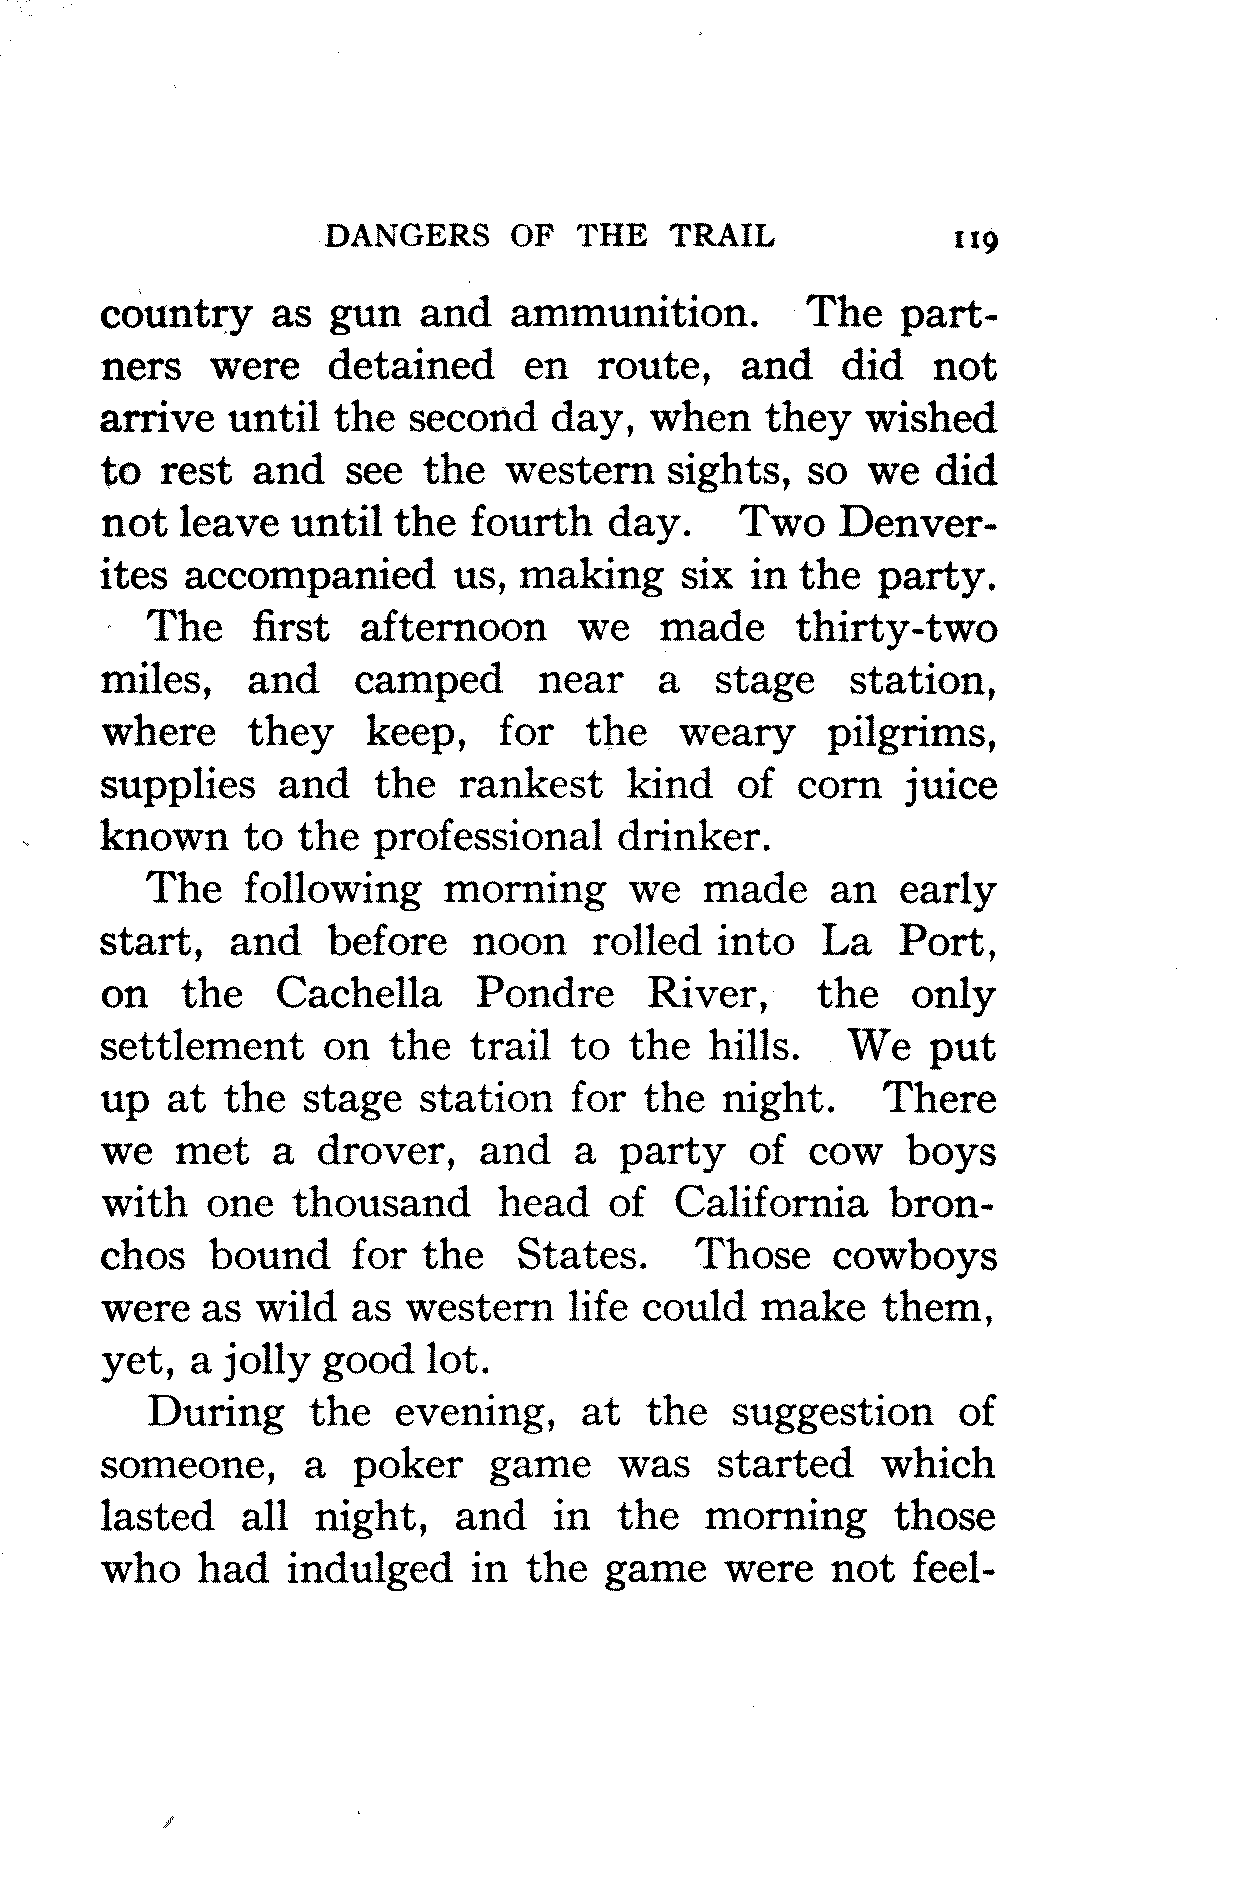 DANGERS OF THE TRAIL 119
country as gun and ammunition. The part-
ners were detained en route, and did not
arrive until the second day, when they wished
to rest and see the western sights, so we did
not leave until the fourth day. Two Denver-
ites accompanied us, making six in the party.
The first afternoon we made thirty-two
miles, and camped near a stage station,
where they keep, for the weary pilgrims,
supplies and the rankest kind of corn juice
known to the professional drinker.
The following morning we made an early
start, and before noon rolled into La Port,
on the Cachella Pondre River, the only
settlement on the trail to the hills. We put
up at the stage station for the night. There
we met a drover, and a party of cow boys
with one thousand head of California bron-
chos bound for the States. Those cowboys
were as wild as western life could make them,
yet, a jolly good lot.
During the evening, at the suggestion of
someone, a poker game was started which
lasted all night, and in the morning those
who had indulged in the game were not feel-